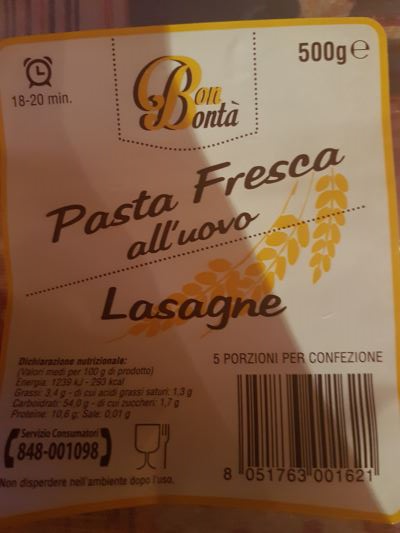 500g ℮
18-20 min.
Bon
Bontà
Pasta Fresca
all'uovo
Lasagne
5 PORZIONI PER CONFEZIONE
Dichiarazione nutrizionale:
(Valori medi per 100 g di prodotto)
Energia: 1239 kJ - 293 kcal
Grassi: 3,4 g - di cui acidi grassi saturi: 1,3 g
Carboidrati: 54,0 g - di cui zuccheri: 1,7 g
Proteine: 10,6 g; Sale: 0,01 g
Servizio Consumatori
848-001098
Non disperdere nell'ambiente dopo l'uso.
8 051763 001621